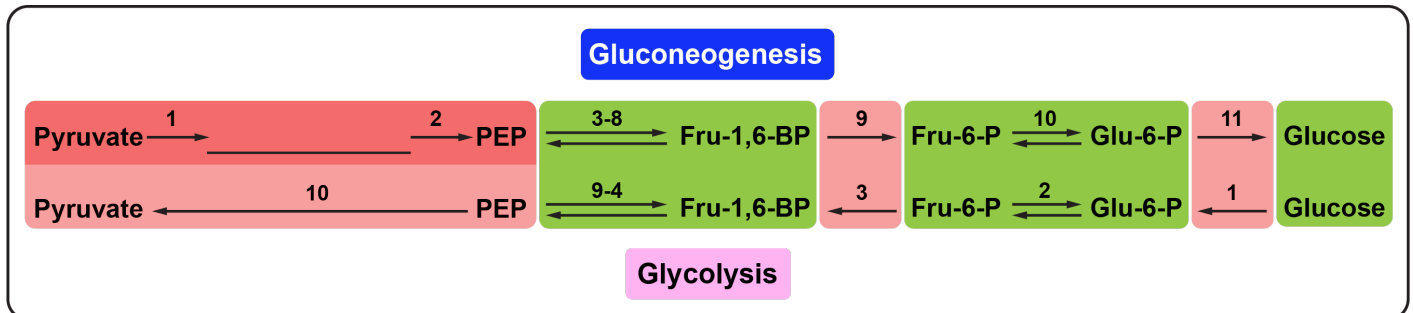 Gluconeogenesis
1 2 3-8 9 10 11
Pyruvate PEP Fru-1,6-BP Fru-6-P Glu-6-P Glucose
10 9-4 3 2 1
Pyruvate PEP Fru-1,6-BP Fru-6-P Glu-6-P Glucose
Glycolysis